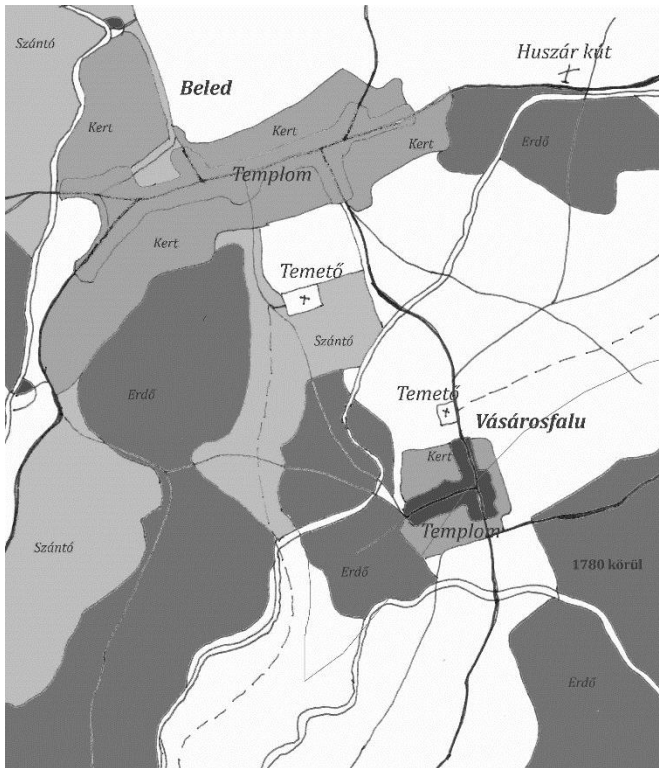 Szántó
Huszár kút
Beled
Kert
Kert
Kert
Erdő
Templom
Kert
Temető
Szántó
Erdő
Temető
Vásárosfalu
Kert
Templom
Szántó
Erdő
1780 körül
Erdő